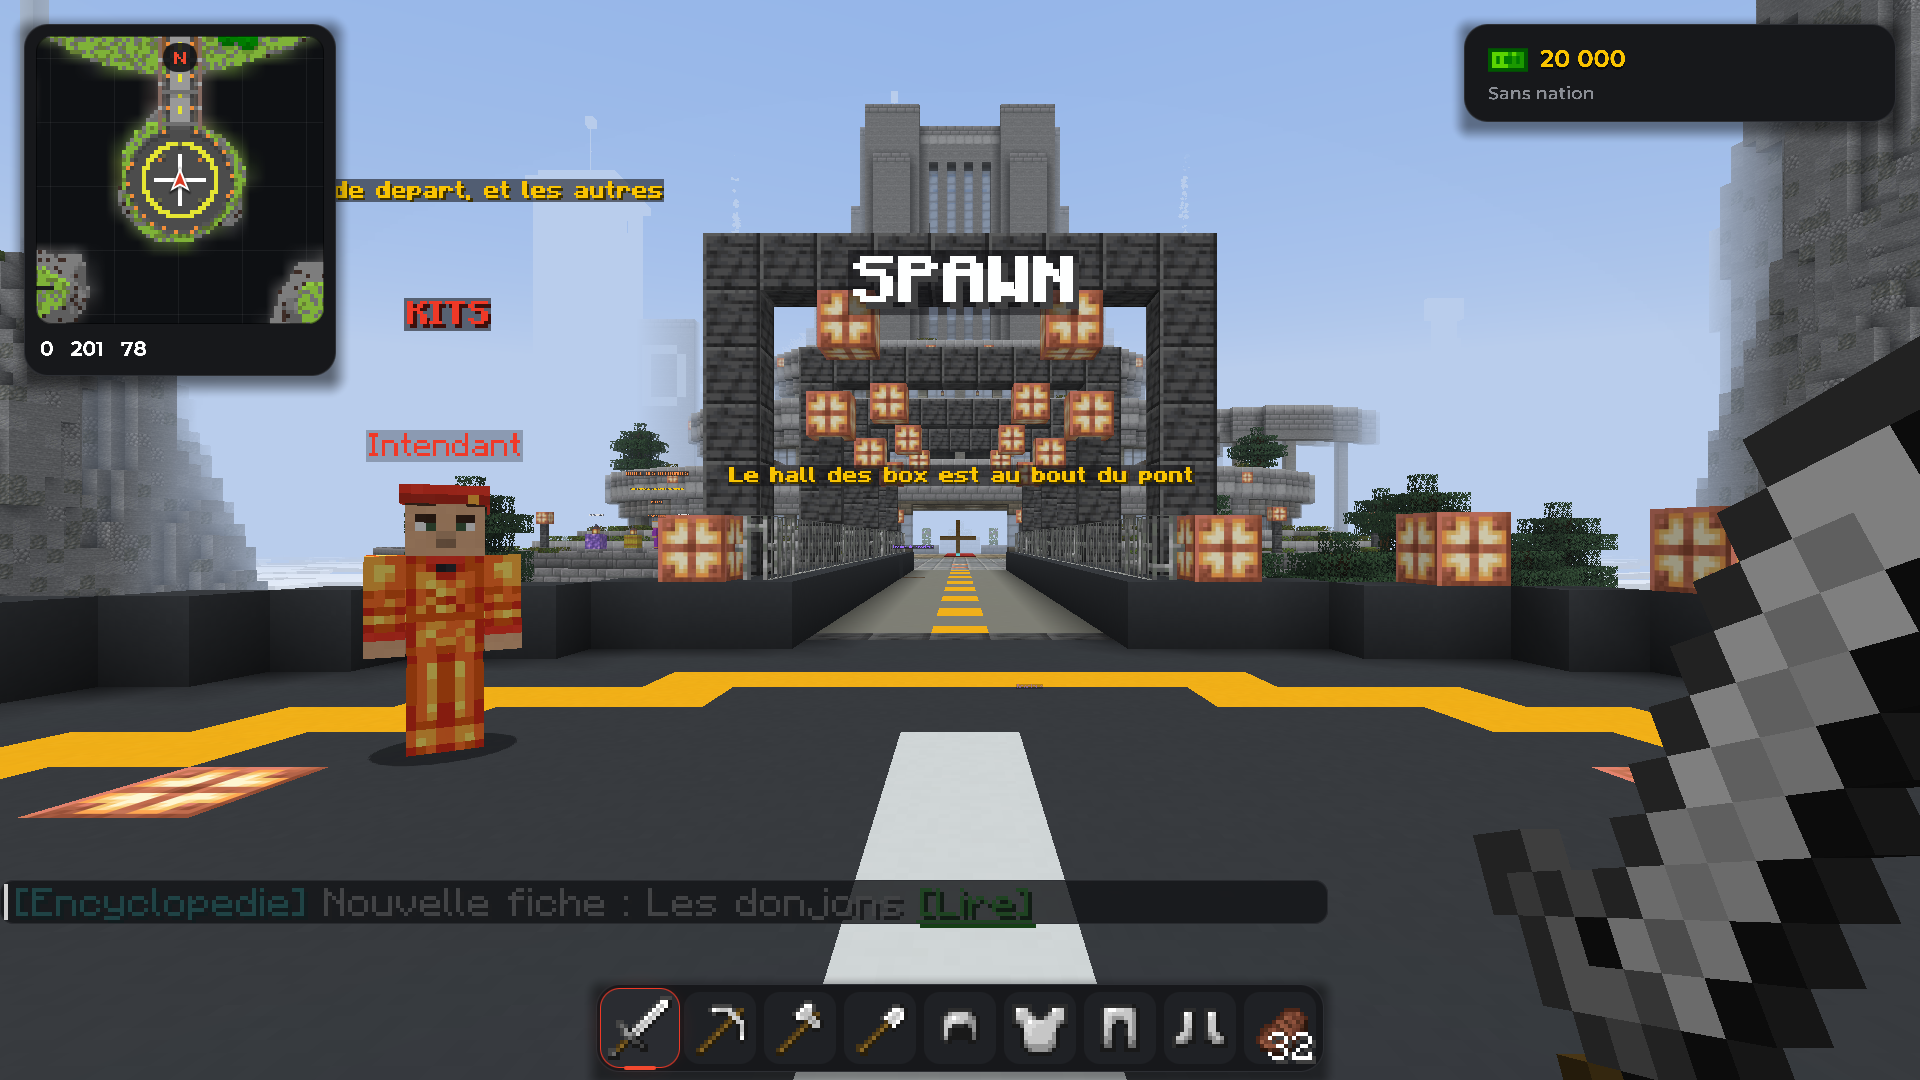 N
20 000
Sans nation
de depart, et les autres
SPAWN
KITS
0 201 78
Intendant
Le hall des box est au bout du pont
[Encyclopedie] Nouvelle fiche : Les donjons [Lire]
32